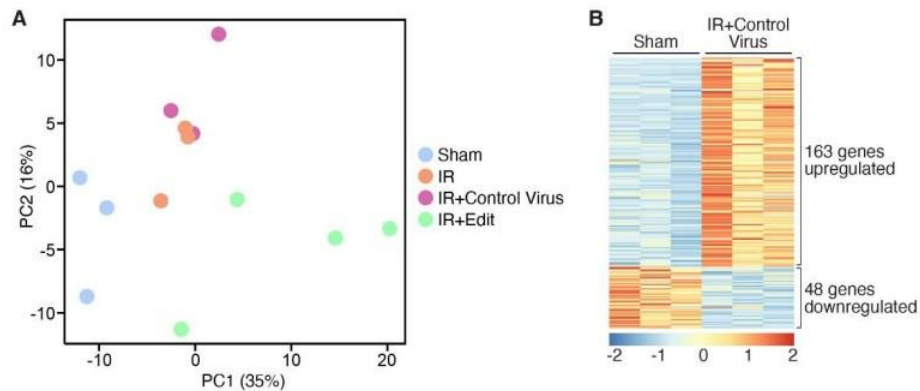 A
PC2 (16%)
10
5
0
-5
-10
-10
0
10
20
PC1 (35%)
Sham
IR
IR+Control Virus
IR+Edit
B
Sham
IR+Control
Virus
163 genes
upregulated
48 genes
downregulated
-2
-1
0
1
2